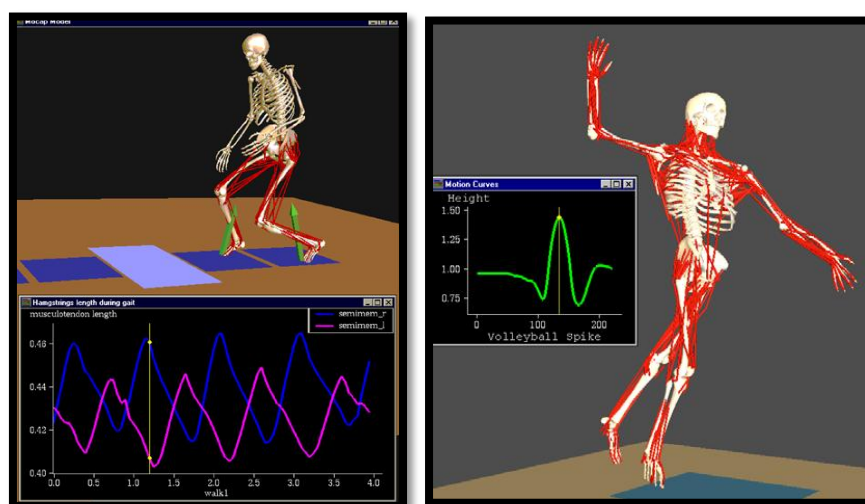 Mocap Model
Hamstrings length during gait
musculotendon length
semimem_r
semimem_l
0.46
0.44
0.42
0.40
0.0 0.5 1.0 1.5 2.0 2.5 3.0 3.5 4.0
walk1
Motion Curves
Height
1.50
1.25
1.00
0.75
0 100 200
Volleyball Spike